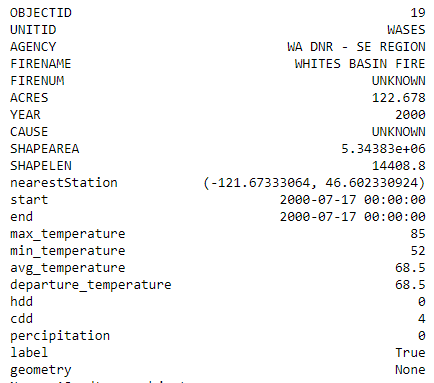 OBJECTID 19
UNITID WASES
AGENCY WA DNR - SE REGION
FIRENAME WHITES BASIN FIRE
FIRENUM UNKNOWN
ACRES 122.678
YEAR 2000
CAUSE UNKNOWN
SHAPEAREA 5.34383e+06
SHAPELEN 14408.8
nearestStation (-121.67333064, 46.602330924)
start 2000-07-17 00:00:00
end 2000-07-17 00:00:00
max_temperature 85
min_temperature 52
avg_temperature 68.5
departure_temperature 68.5
hdd 0
cdd 4
percipitation 0
label True
geometry None